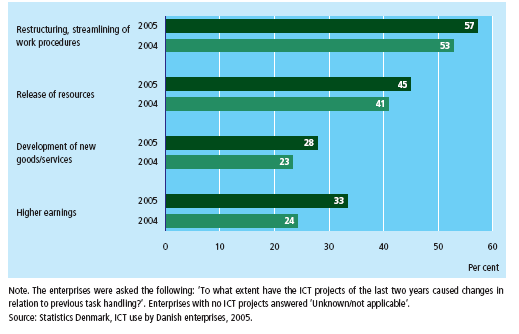 Restructuring, streamlining of
work procedures
2005
57
2004
53
Release of resources
2005
45
2004
41
Development of new
goods/services
2005
28
2004
23
Higher earnings
2005
33
2004
24
0 10 20 30 40 50 60
Per cent
Note. The enterprises were asked the following: ‘To what extent have the ICT projects of the last two years caused changes in
relation to previous task handling?’. Enterprises with no ICT projects answered ‘Unknown/not applicable’.
Source: Statistics Denmark, ICT use by Danish enterprises, 2005.